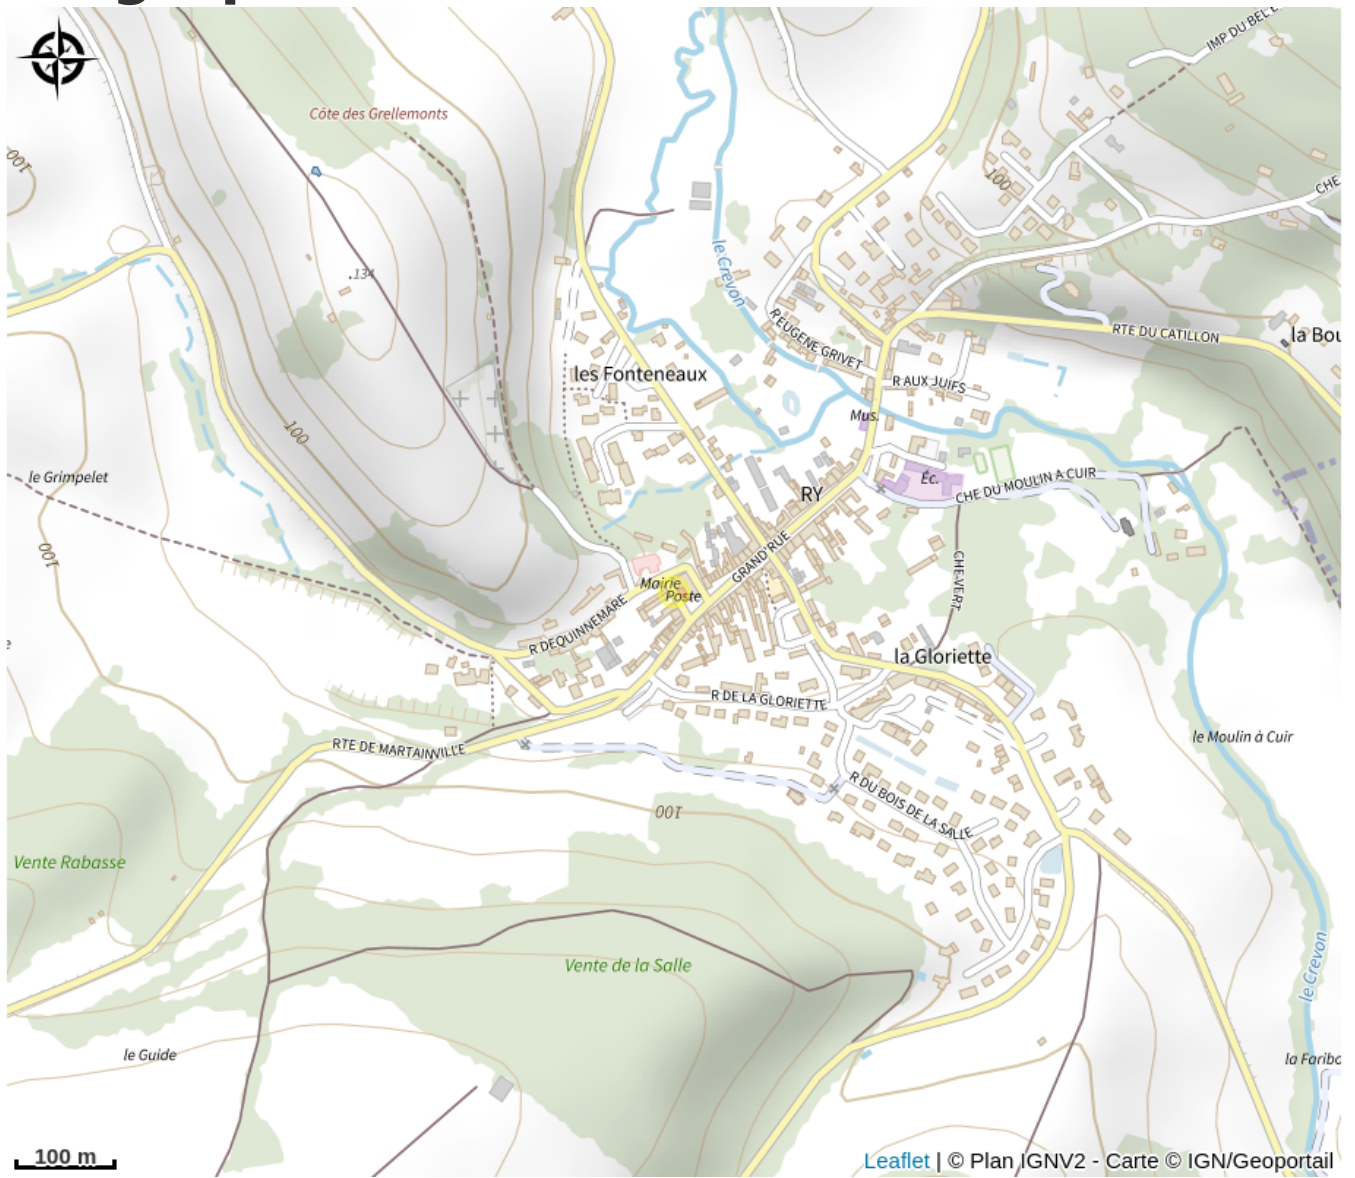 Côte des Grellemonts
IMP DU BEL
CHE
100
100
.134
le Crevon
R EUGENE GRIVET
RTE DU CATILLON
la Bou
les Fonteneaux
R AUX JUIFS
Mus.
100
le Grimpelet
RY
Éc.
CHE DU MOULIN À CUIR
100
GRAND'RUE
CHE VERT
Mairie
Poste
R DEQUINNEMARE
la Gloriette
R DE LA GLORIETTE
RTE DE MARTAINVILLE
le Moulin à Cuir
R DU BOIS DE LA SALLE
100
Vente Rabasse
Vente de la Salle
le Crevon
le Guide
la Faribo
100 m
Leaflet | © Plan IGNV2 - Carte © IGN/Geoportail